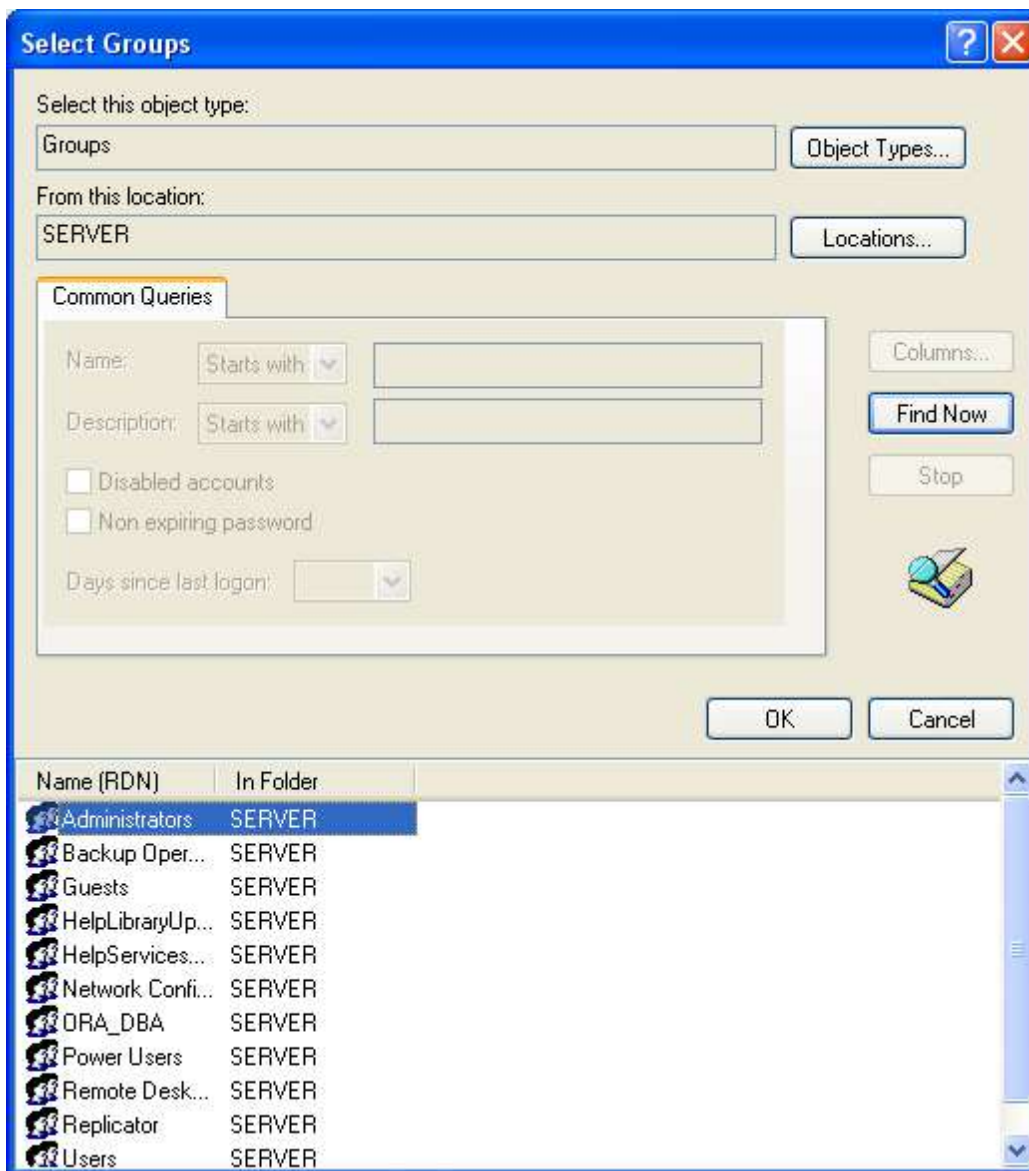 Select Groups
Select this object type:
Groups
Object Types...
From this location:
SERVER
Locations...
Common Queries
Name:
Starts with
Columns...
Description:
Starts with
Find Now
Disabled accounts
Stop
Non expiring password
Days since last logon:
OK
Cancel
Name (RDN) In Folder
Administrators SERVER
Backup Oper... SERVER
Guests SERVER
HelpLibraryUp... SERVER
HelpServices... SERVER
Network Confi... SERVER
ORA_DBA SERVER
Power Users SERVER
Remote Desk... SERVER
Replicator SERVER
Users SERVER